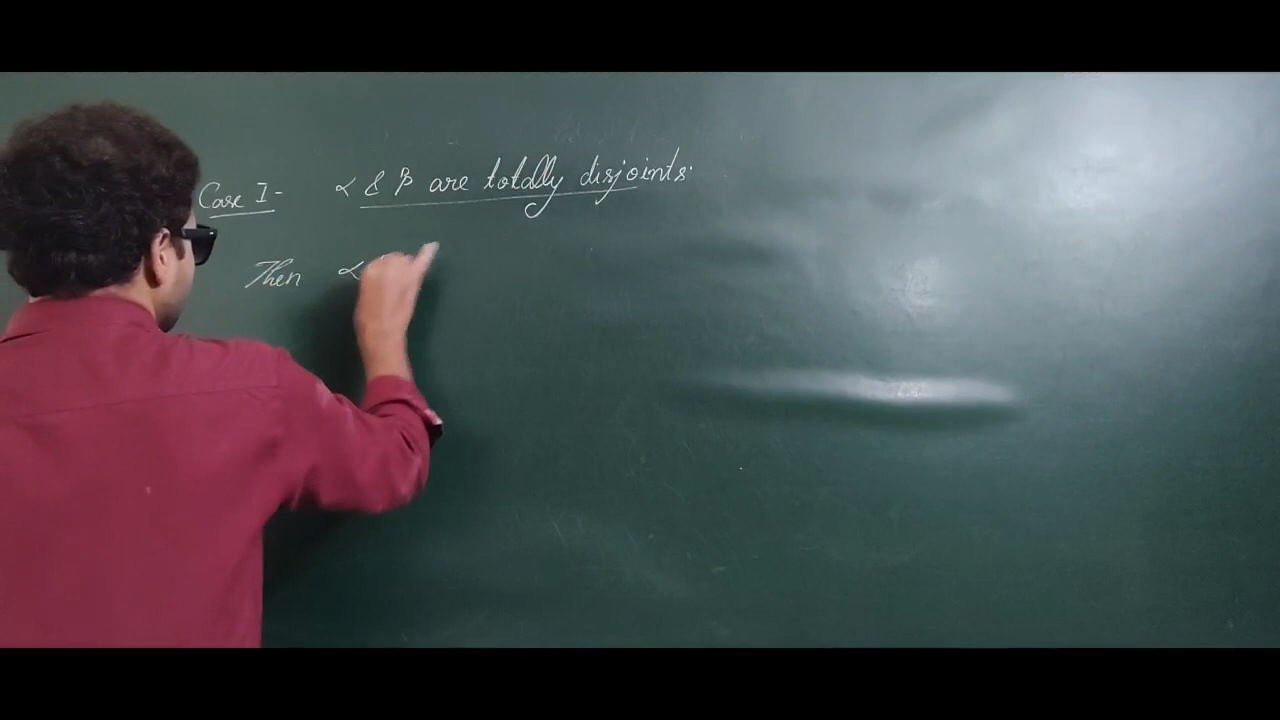 Case I- α & β are totally disjoints.
Then α